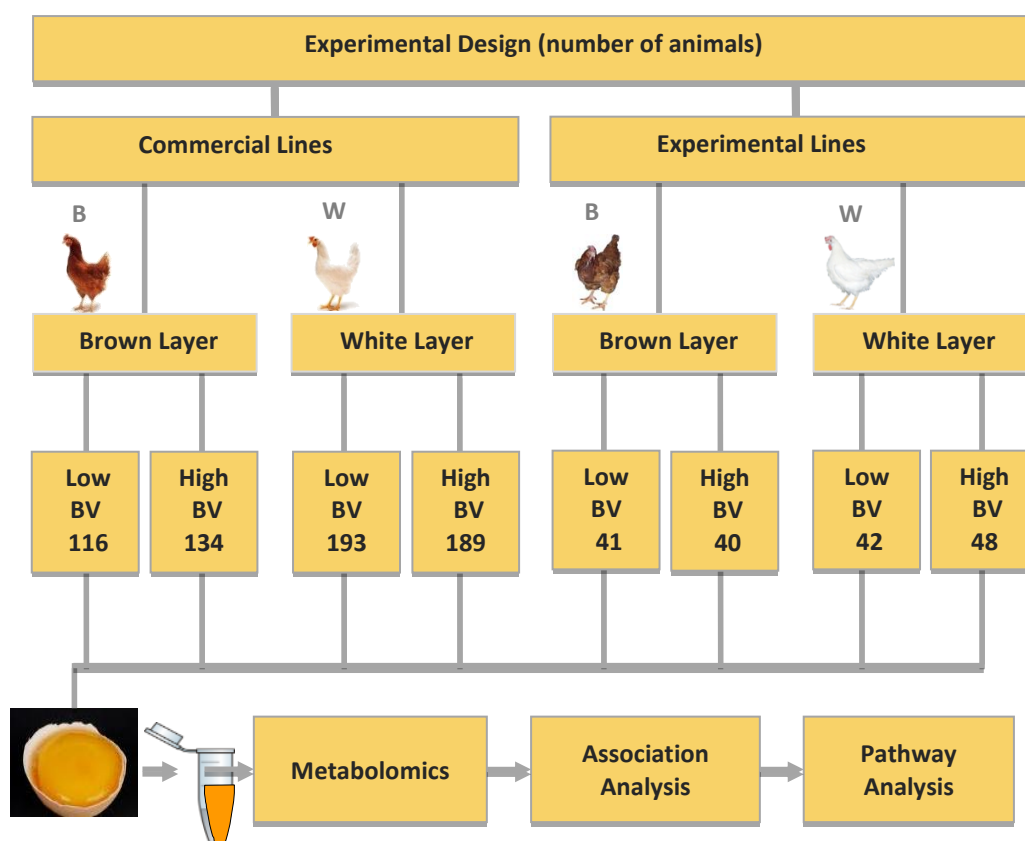 Experimental Design (number of animals)
Commercial Lines
Experimental Lines
B
W
B
W
Brown Layer
White Layer
Brown Layer
White Layer
Low
BV
116
High
BV
134
Low
BV
193
High
BV
189
Low
BV
41
High
BV
40
Low
BV
42
High
BV
48
Metabolomics
Association
Analysis
Pathway
Analysis